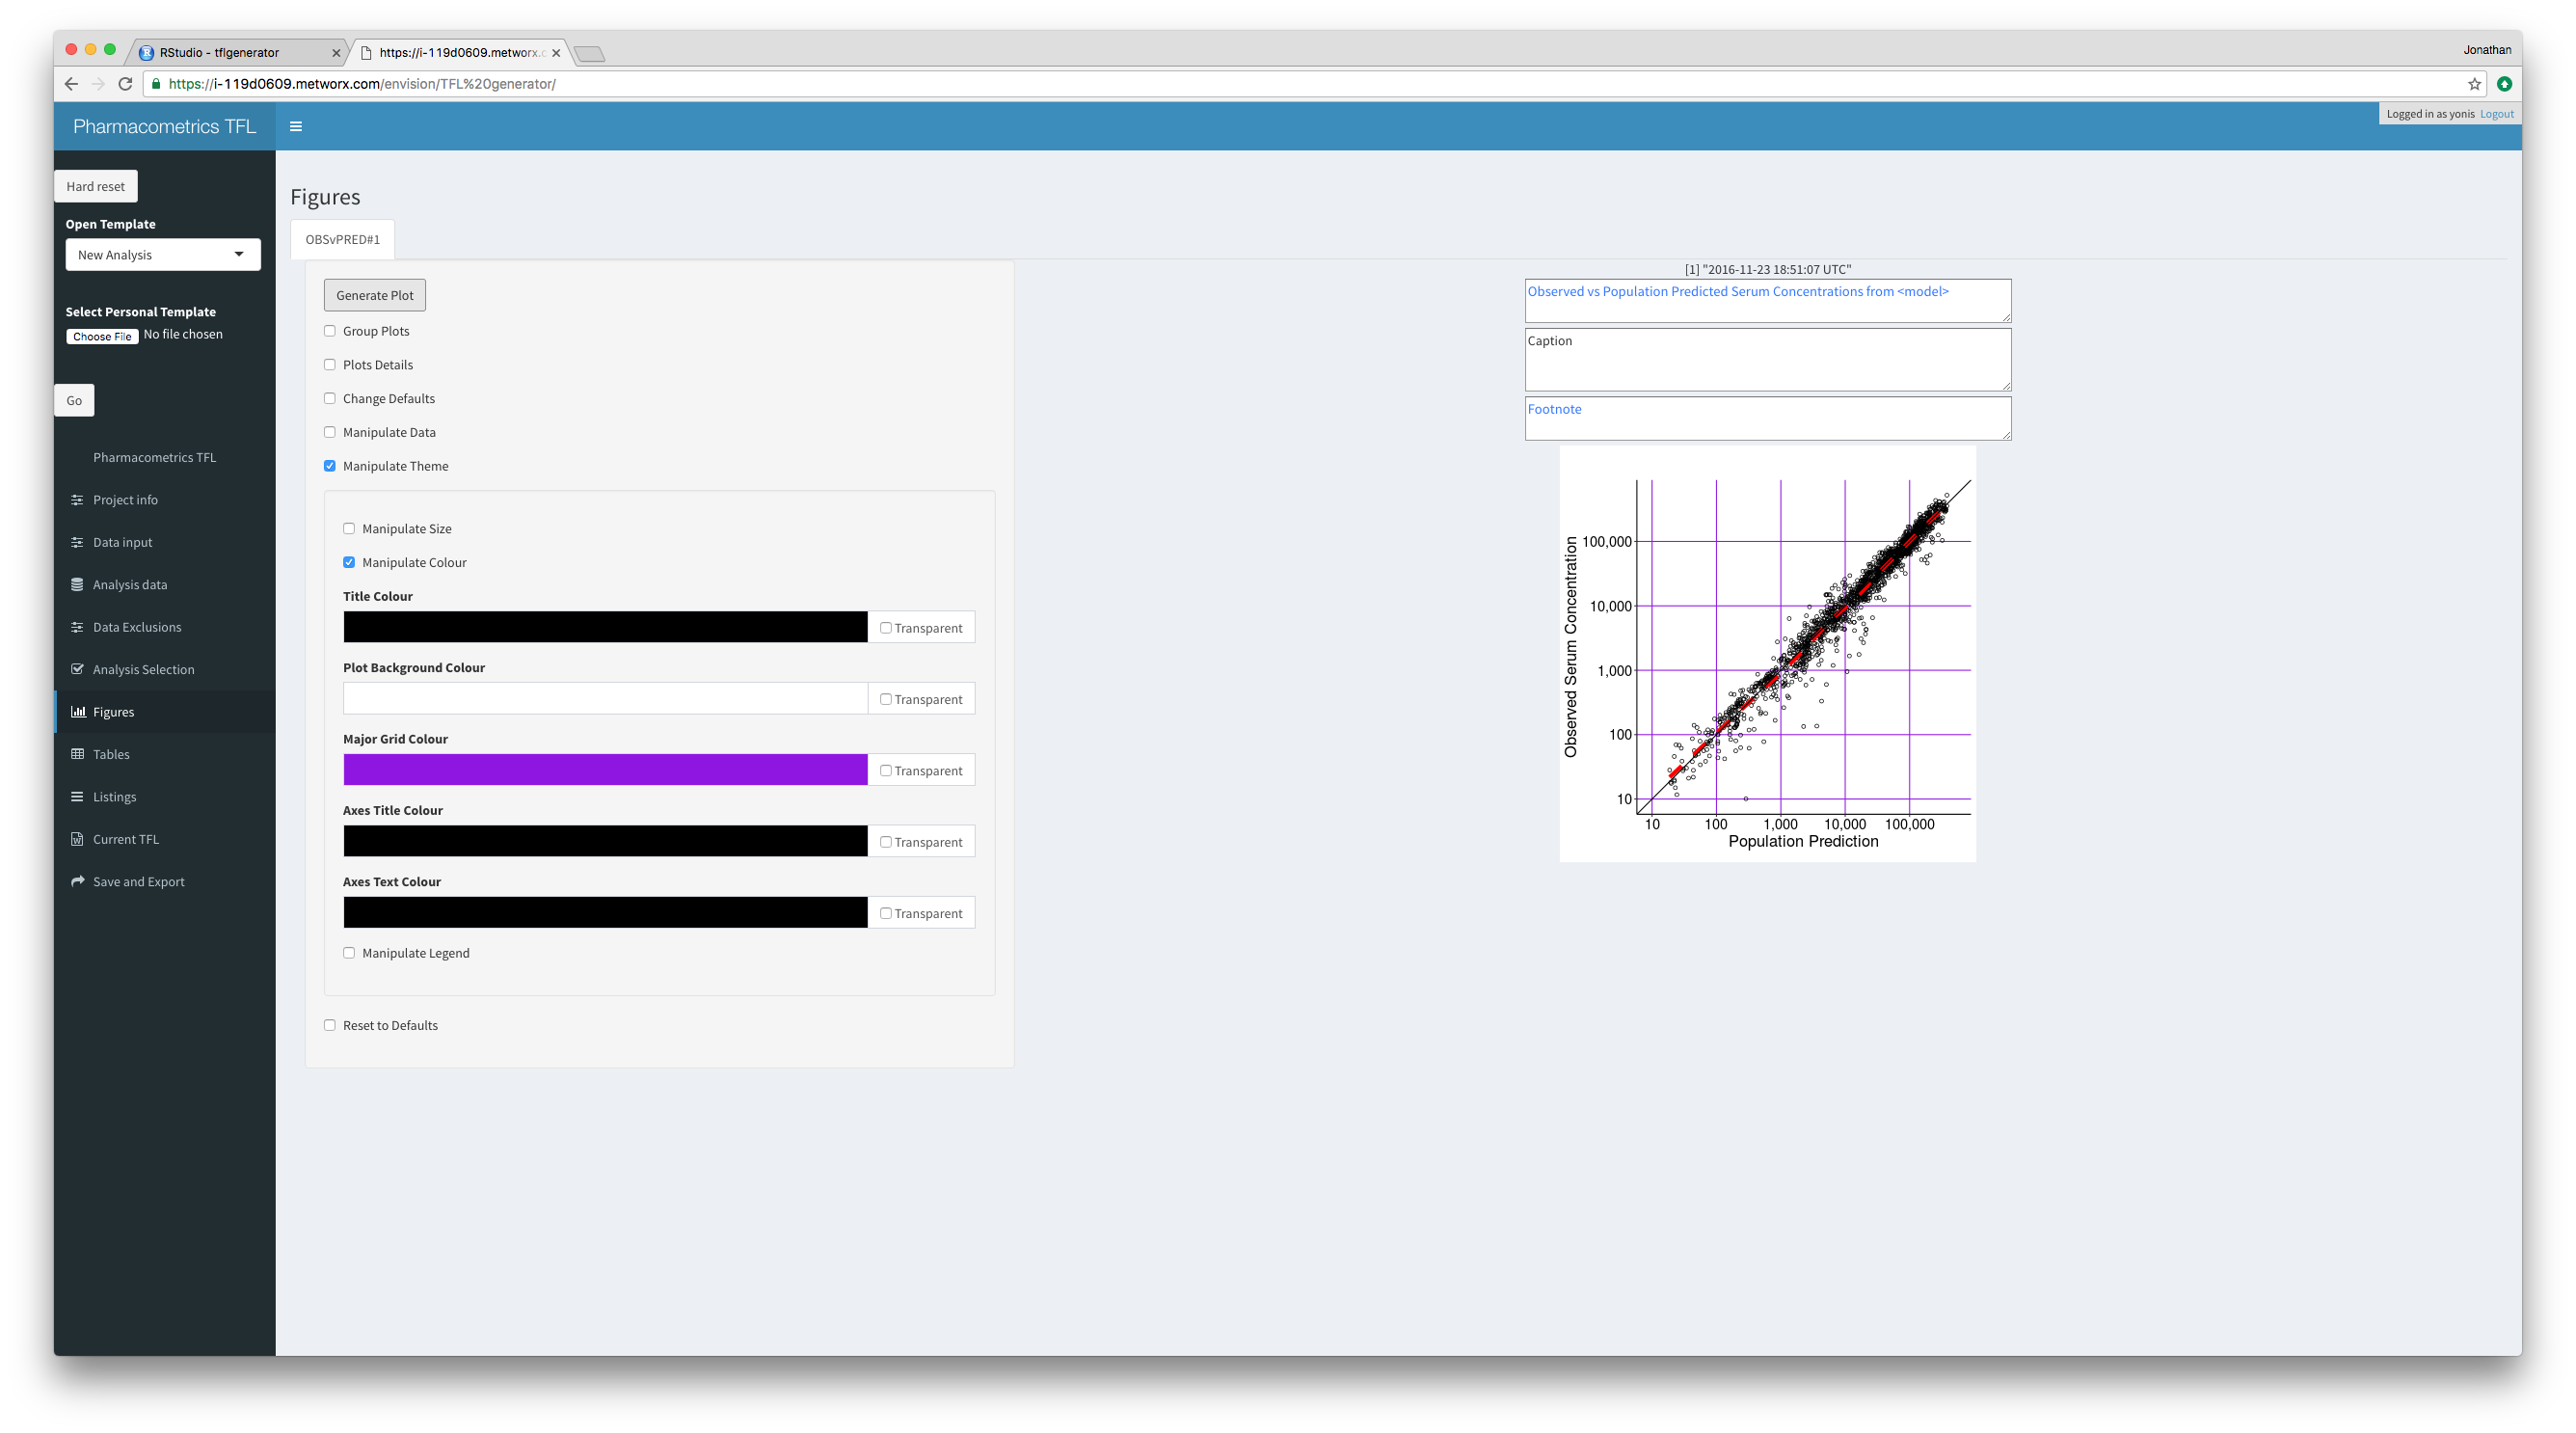 RStudio - tflgenerator
https://i-119d0609.metworx.c
Jonathan
https://i-119d0609.metworx.com/envision/TFL%20generator/
Pharmacometrics TFL
Logged in as yonis Logout
Hard reset
Open Template
New Analysis
Select Personal Template
Choose File No file chosen
Go
Pharmacometrics TFL
Project info
Data input
Analysis data
Data Exclusions
Analysis Selection
Figures
Tables
Listings
Current TFL
Save and Export
Figures
OBSvPRED#1
Generate Plot
Group Plots
Plots Details
Change Defaults
Manipulate Data
Manipulate Theme
Manipulate Size
Manipulate Colour
Title Colour
Transparent
Plot Background Colour
Transparent
Major Grid Colour
Transparent
Axes Title Colour
Transparent
Axes Text Colour
Transparent
Manipulate Legend
Reset to Defaults
[1] "2016-11-23 18:51:07 UTC"
Observed vs Population Predicted Serum Concentrations from <model>
Caption
Footnote
Observed Serum Concentration
100,000
10,000
1,000
100
10
10 100 1,000 10,000 100,000
Population Prediction